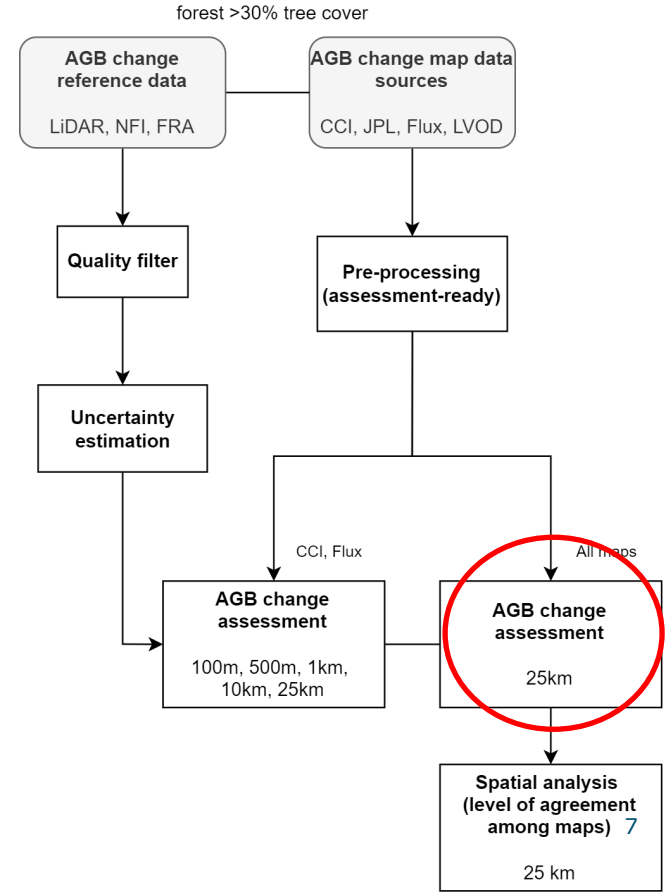 forest >30% tree cover
AGB change
reference data
LiDAR, NFI, FRA
AGB change map data
sources
CCI, JPL, Flux, LVOD
Quality filter
Pre-processing
(assessment-ready)
Uncertainty
estimation
CCI, Flux
All maps
AGB change
assessment
100m, 500m, 1km,
10km, 25km
AGB change
assessment
25km
Spatial analysis
(level of agreement
among maps) 7
25 km